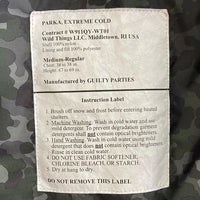 PARKA, EXTREME COLD
Contract # W911QY-WT01
Wild Things LLC. Middletown, RI USA
Shell 100% nylon
Lining and fill 100% polyester
Medium-Regular
Chest: 38 to 38 in.
Height: 67 to 69 in.
Manufactured by GUILTY PARTIES
Instruction Label
1. Brush off snow and frost before entering heated
shelters.
2. Machine Washing: Wash in cold water and use
mild detergent. To prevent optical brightness
garments shall not contain optical brighteners.
3. Hand Washing: Wash in cold water using
mild detergent that does not contain optical brighteners.
Rinse in clean cold water.
4. DO NOT USE FABRIC SOFTENER,
CHLORINE BLEACH, OR STARCH.
5. Dry at hang to dry.
DO NOT REMOVE THIS LABEL